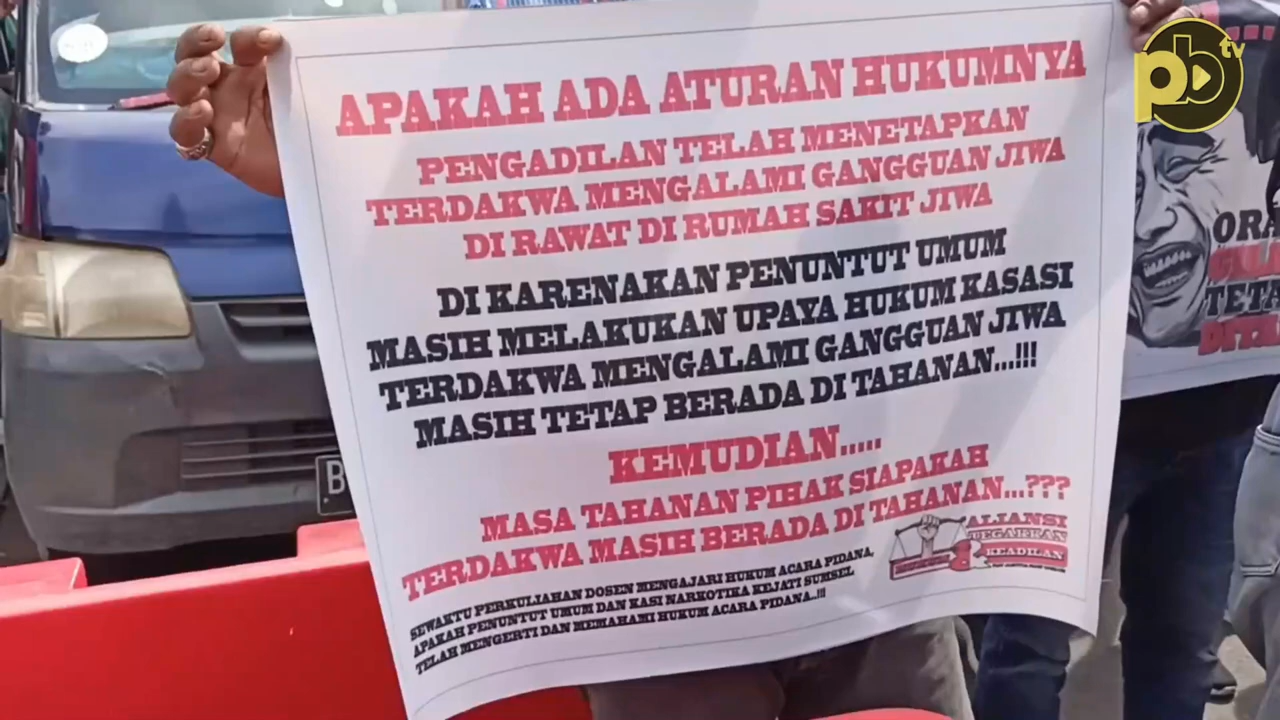 pb tv
APAKAH ADA ATURAN HUKUMNYA
PENGADILAN TELAH MENETAPKAN
TERDAKWA MENGALAMI GANGGUAN JIWA
DI RAWAT DI RUMAH SAKIT JIWA
DI KARENAKAN PENUNTUT UMUM
MASIH MELAKUKAN UPAYA HUKUM KASASI
TERDAKWA MENGALAMI GANGGUAN JIWA
MASIH TETAP BERADA DI TAHANAN...!!!
KEMUDIAN.....
MASA TAHANAN PIHAK SIAPAKAH
TERDAKWA MASIH BERADA DI TAHANAN...???
SEWAKTU PERKULIAHAN DOSEN MENGAJARI HUKUM ACARA PIDANA,
APAKAH PENUNTUT UMUM DAN KASI NARKOTIKA KEJATI SUMSEL
TELAH MENGERTI DAN MEMAHAMI HUKUM ACARA PIDANA..!!!
ALIANSI
TEGAKKAN
KEADILAN
B